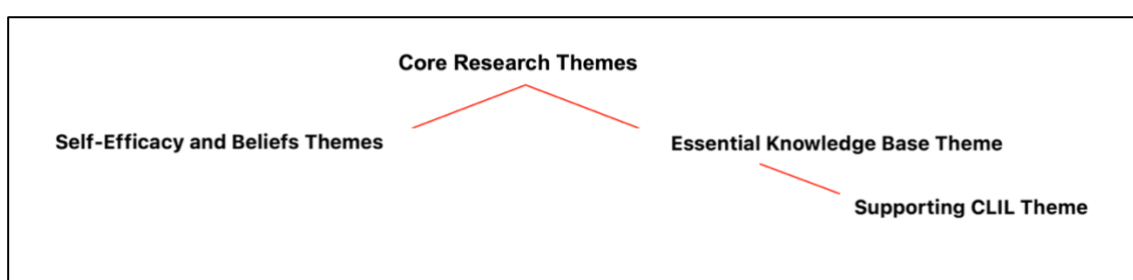 Core Research Themes
Self-Efficacy and Beliefs Themes
Essential Knowledge Base Theme
Supporting CLIL Theme